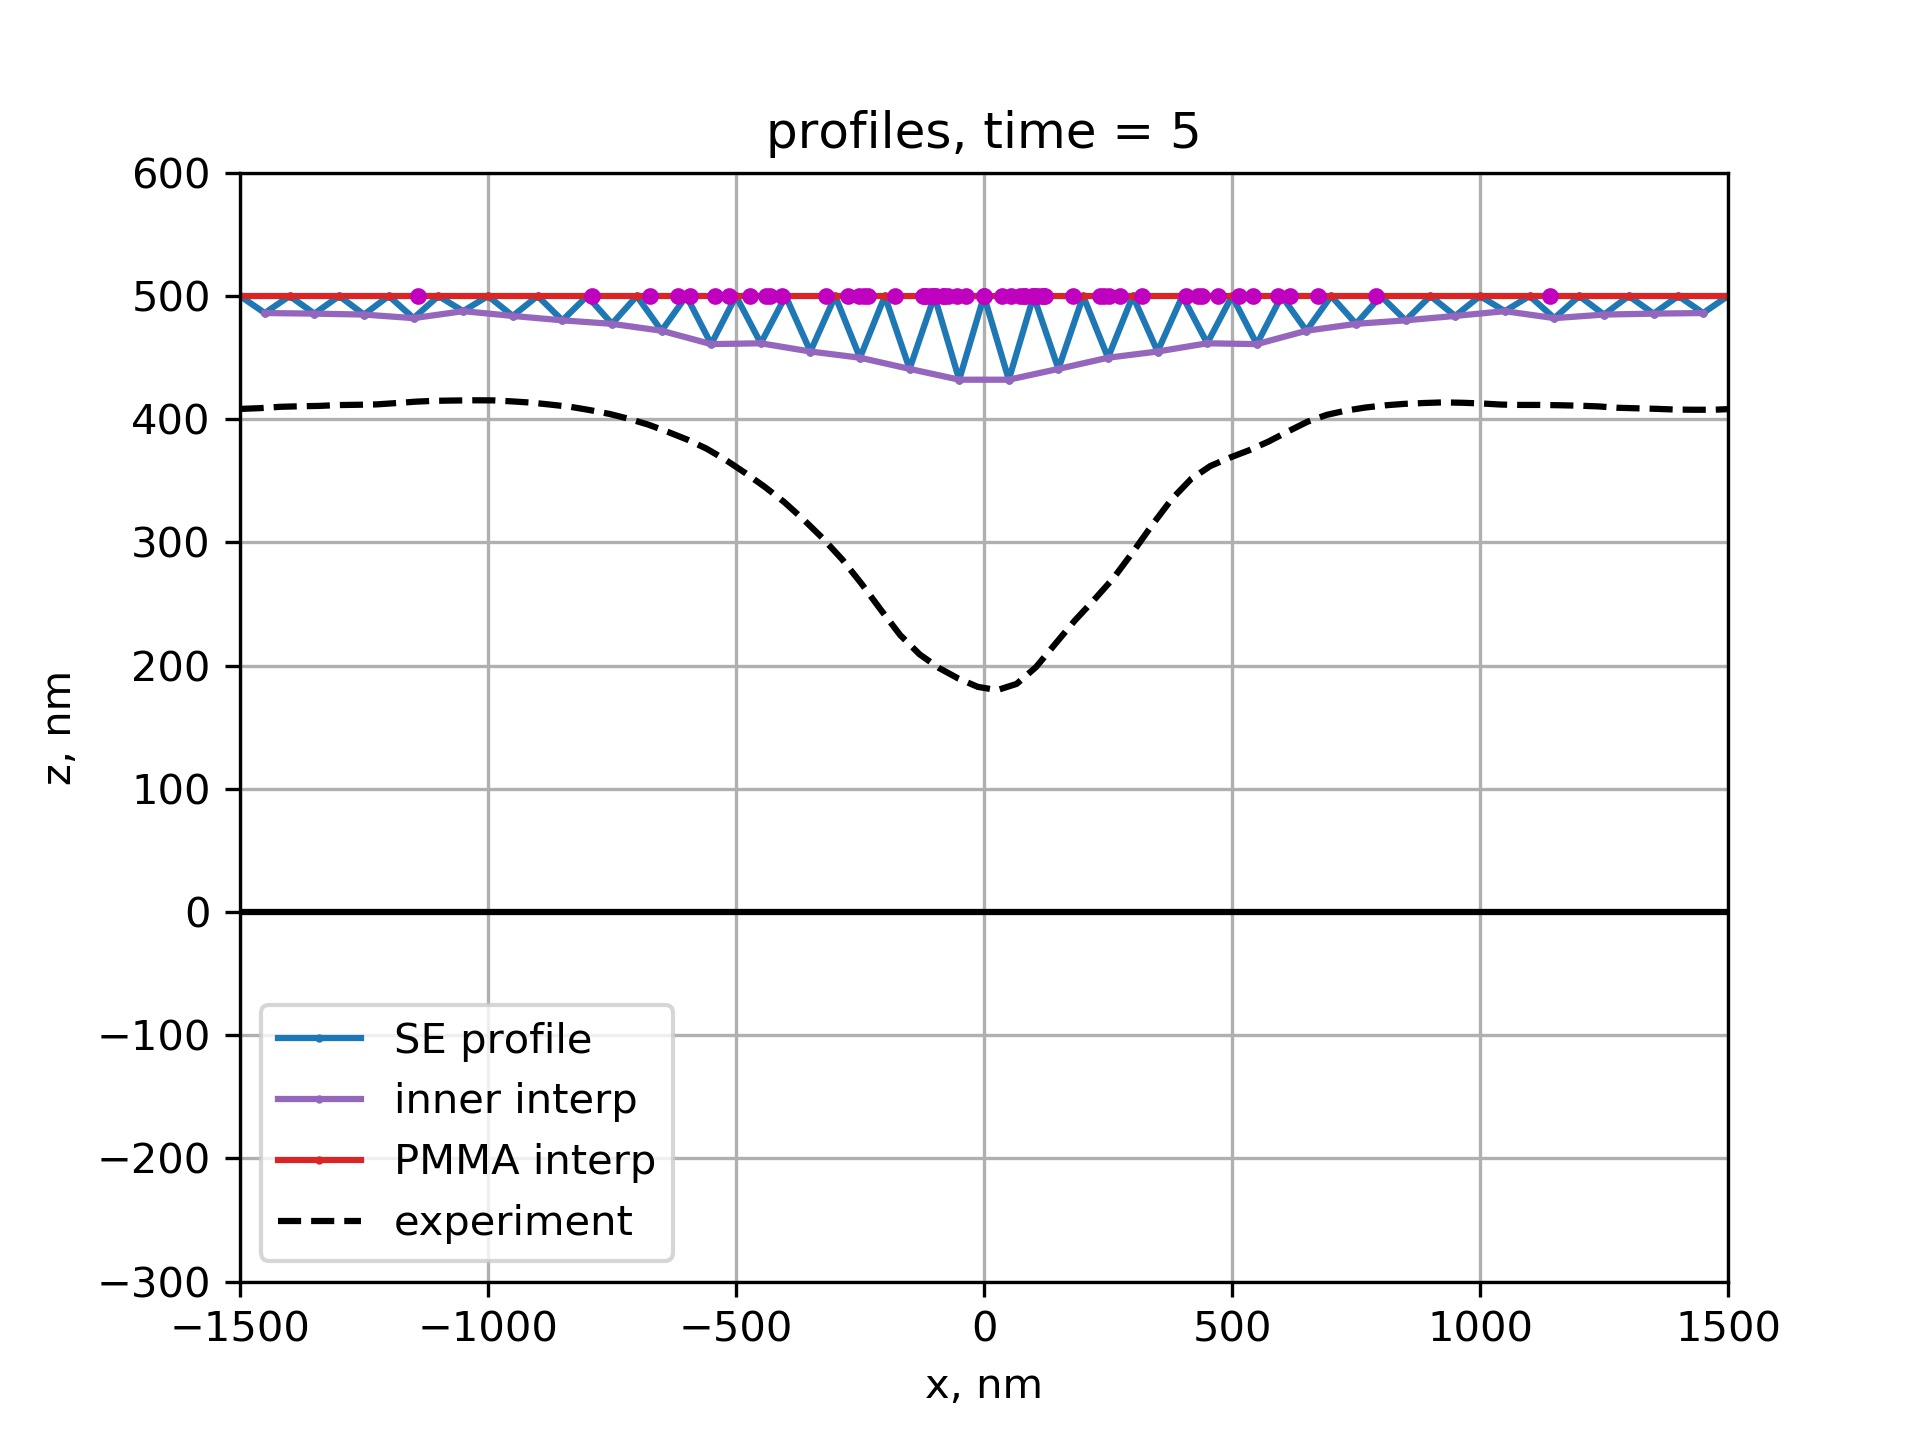 profiles, time = 5
600
500
400
300
200
100
0
−100
−200
−300
z, nm
SE profile
inner interp
PMMA interp
experiment
−1500 −1000 −500 0 500 1000 1500
x, nm